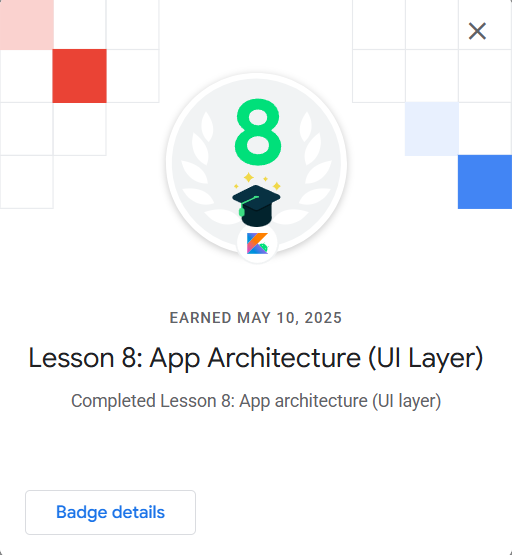 8
EARNED MAY 10, 2025
Lesson 8: App Architecture (UI Layer)
Completed Lesson 8: App architecture (UI layer)
Badge details